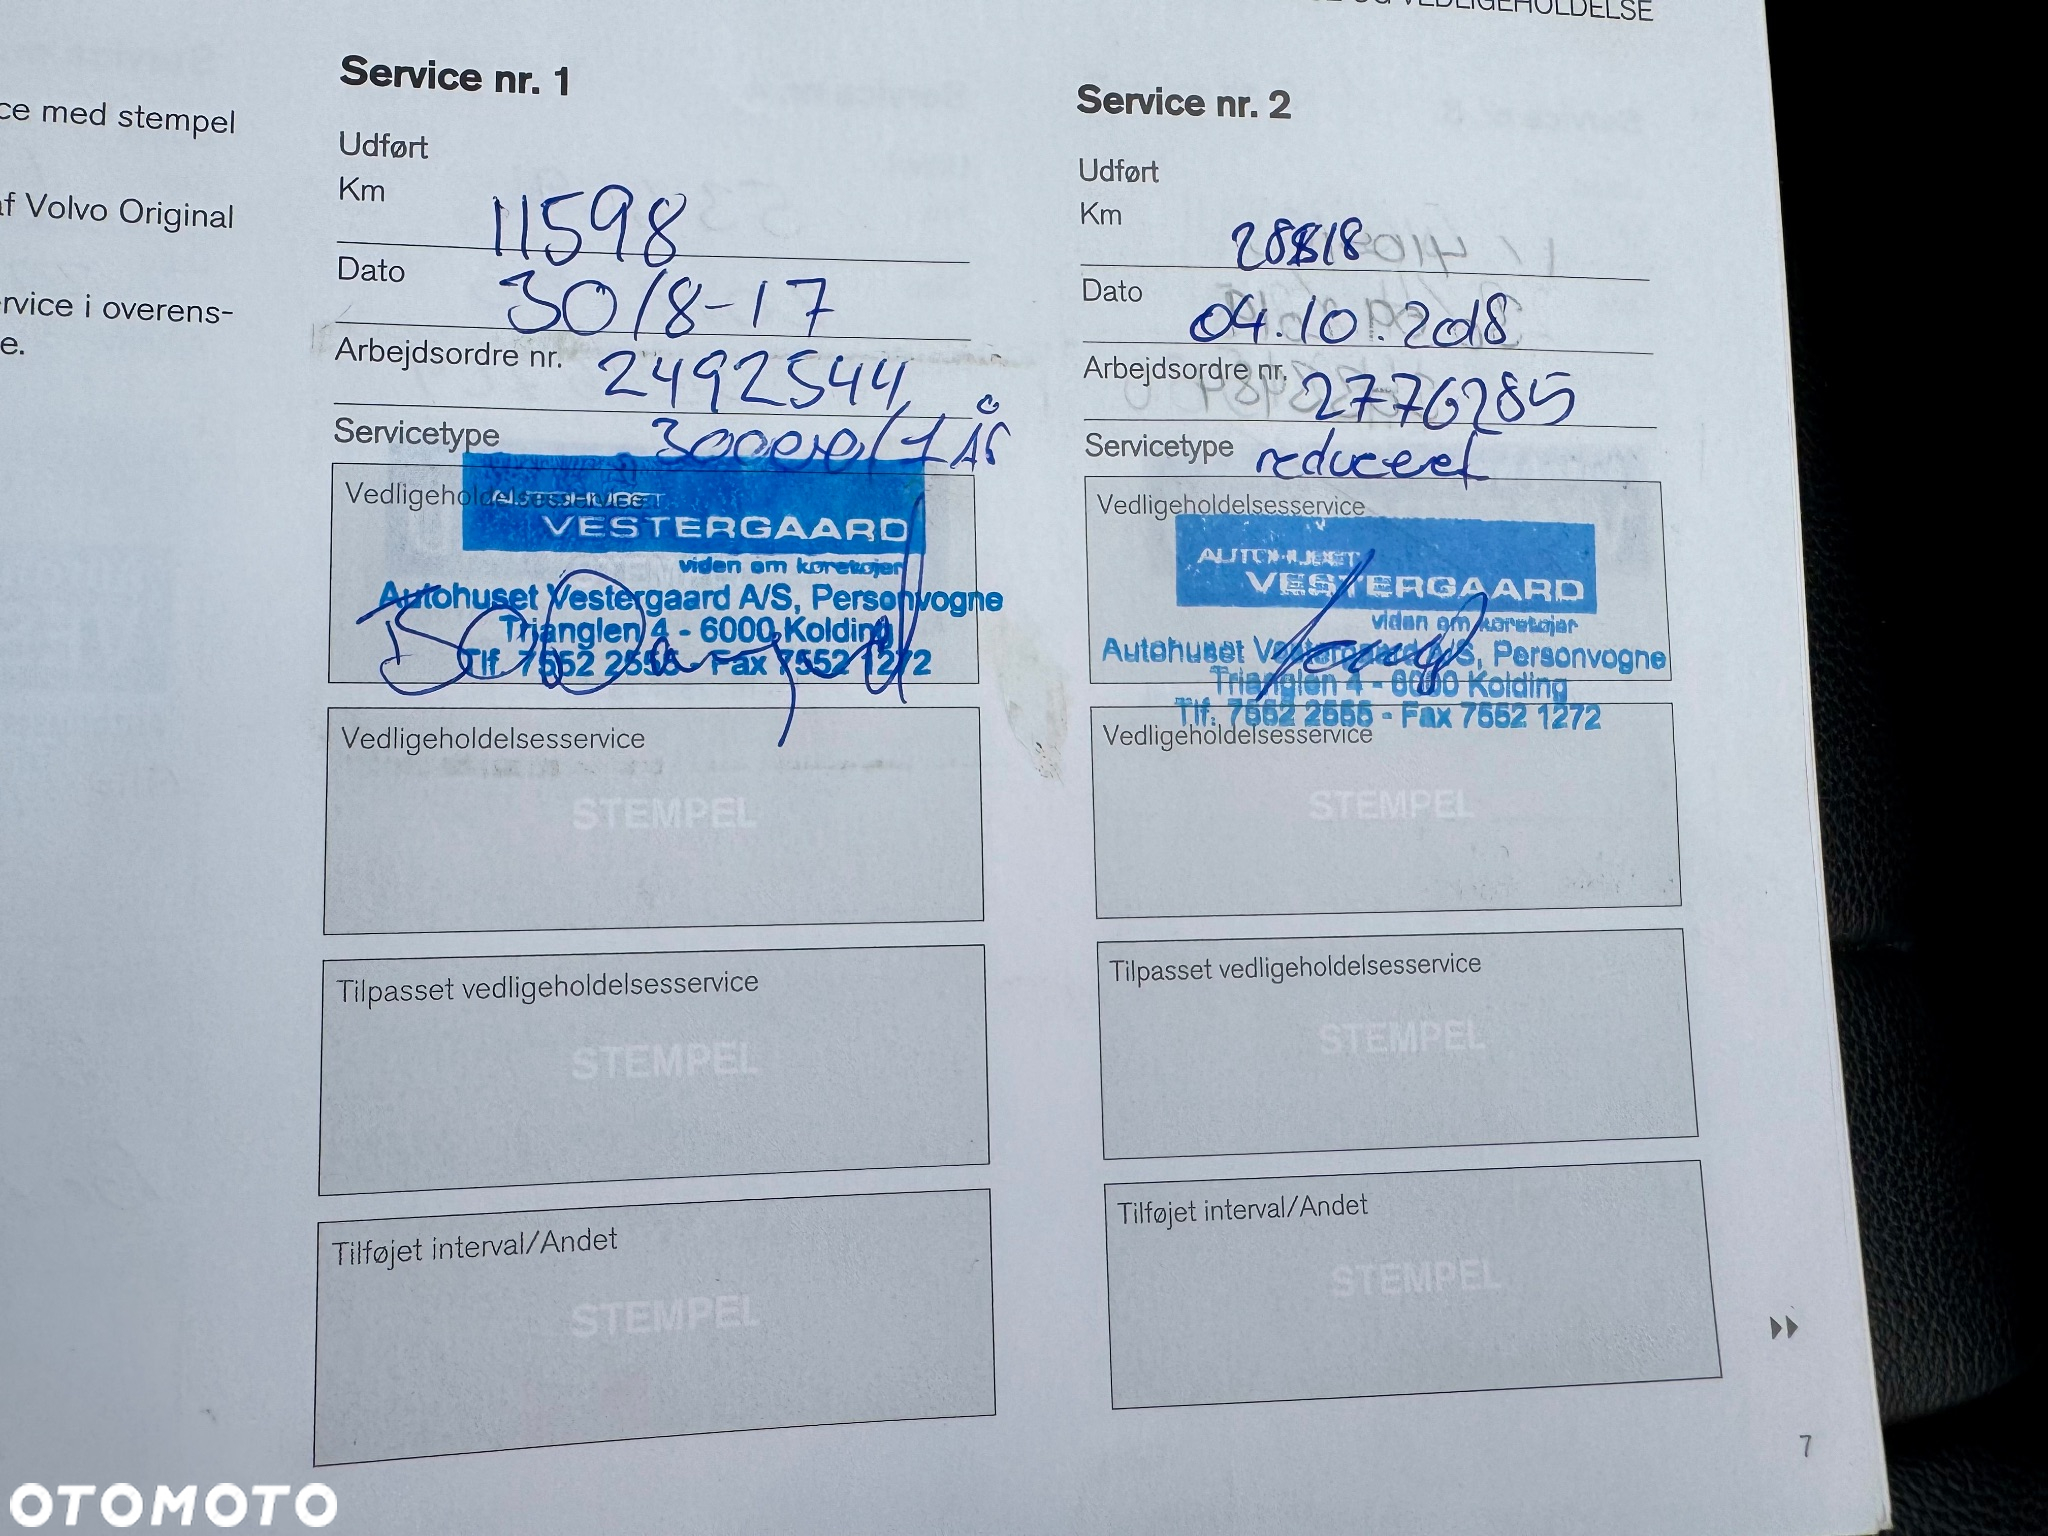 OG VEDLIGEHOLDELSE
ce med stempel
af Volvo Original
rvice i overens-
e.
Service nr. 1
Udført
Km 11598
Dato 30/8-17
Arbejdsordre nr. 2492544
Servicetype 30000/1 ÅR
Vedligeholdelsesservice
AUTOHUSET
VESTERGAARD
viden om køretøjer
Autohuset Vestergaard A/S, Personvogne
Trianglen 4 - 6000 Kolding
Tlf. 7552 2555 - Fax 7552 1272
Vedligeholdelsesservice
STEMPEL
Tilpasset vedligeholdelsesservice
STEMPEL
Tilføjet interval/Andet
STEMPEL
Service nr. 2
Udført
Km
Dato 04.10.2018
Arbejdsordre nr. 2776285
Servicetype reduceret
Vedligeholdelsesservice
AUTOHUSET
VESTERGAARD
viden om køretøjer
Autohuset Vestergaard A/S, Personvogne
Trianglen 4 - 6000 Kolding
Tlf. 7552 2555 - Fax 7552 1272
Vedligeholdelsesservice
STEMPEL
Tilpasset vedligeholdelsesservice
STEMPEL
Tilføjet interval/Andet
STEMPEL
7
OTOMOTO